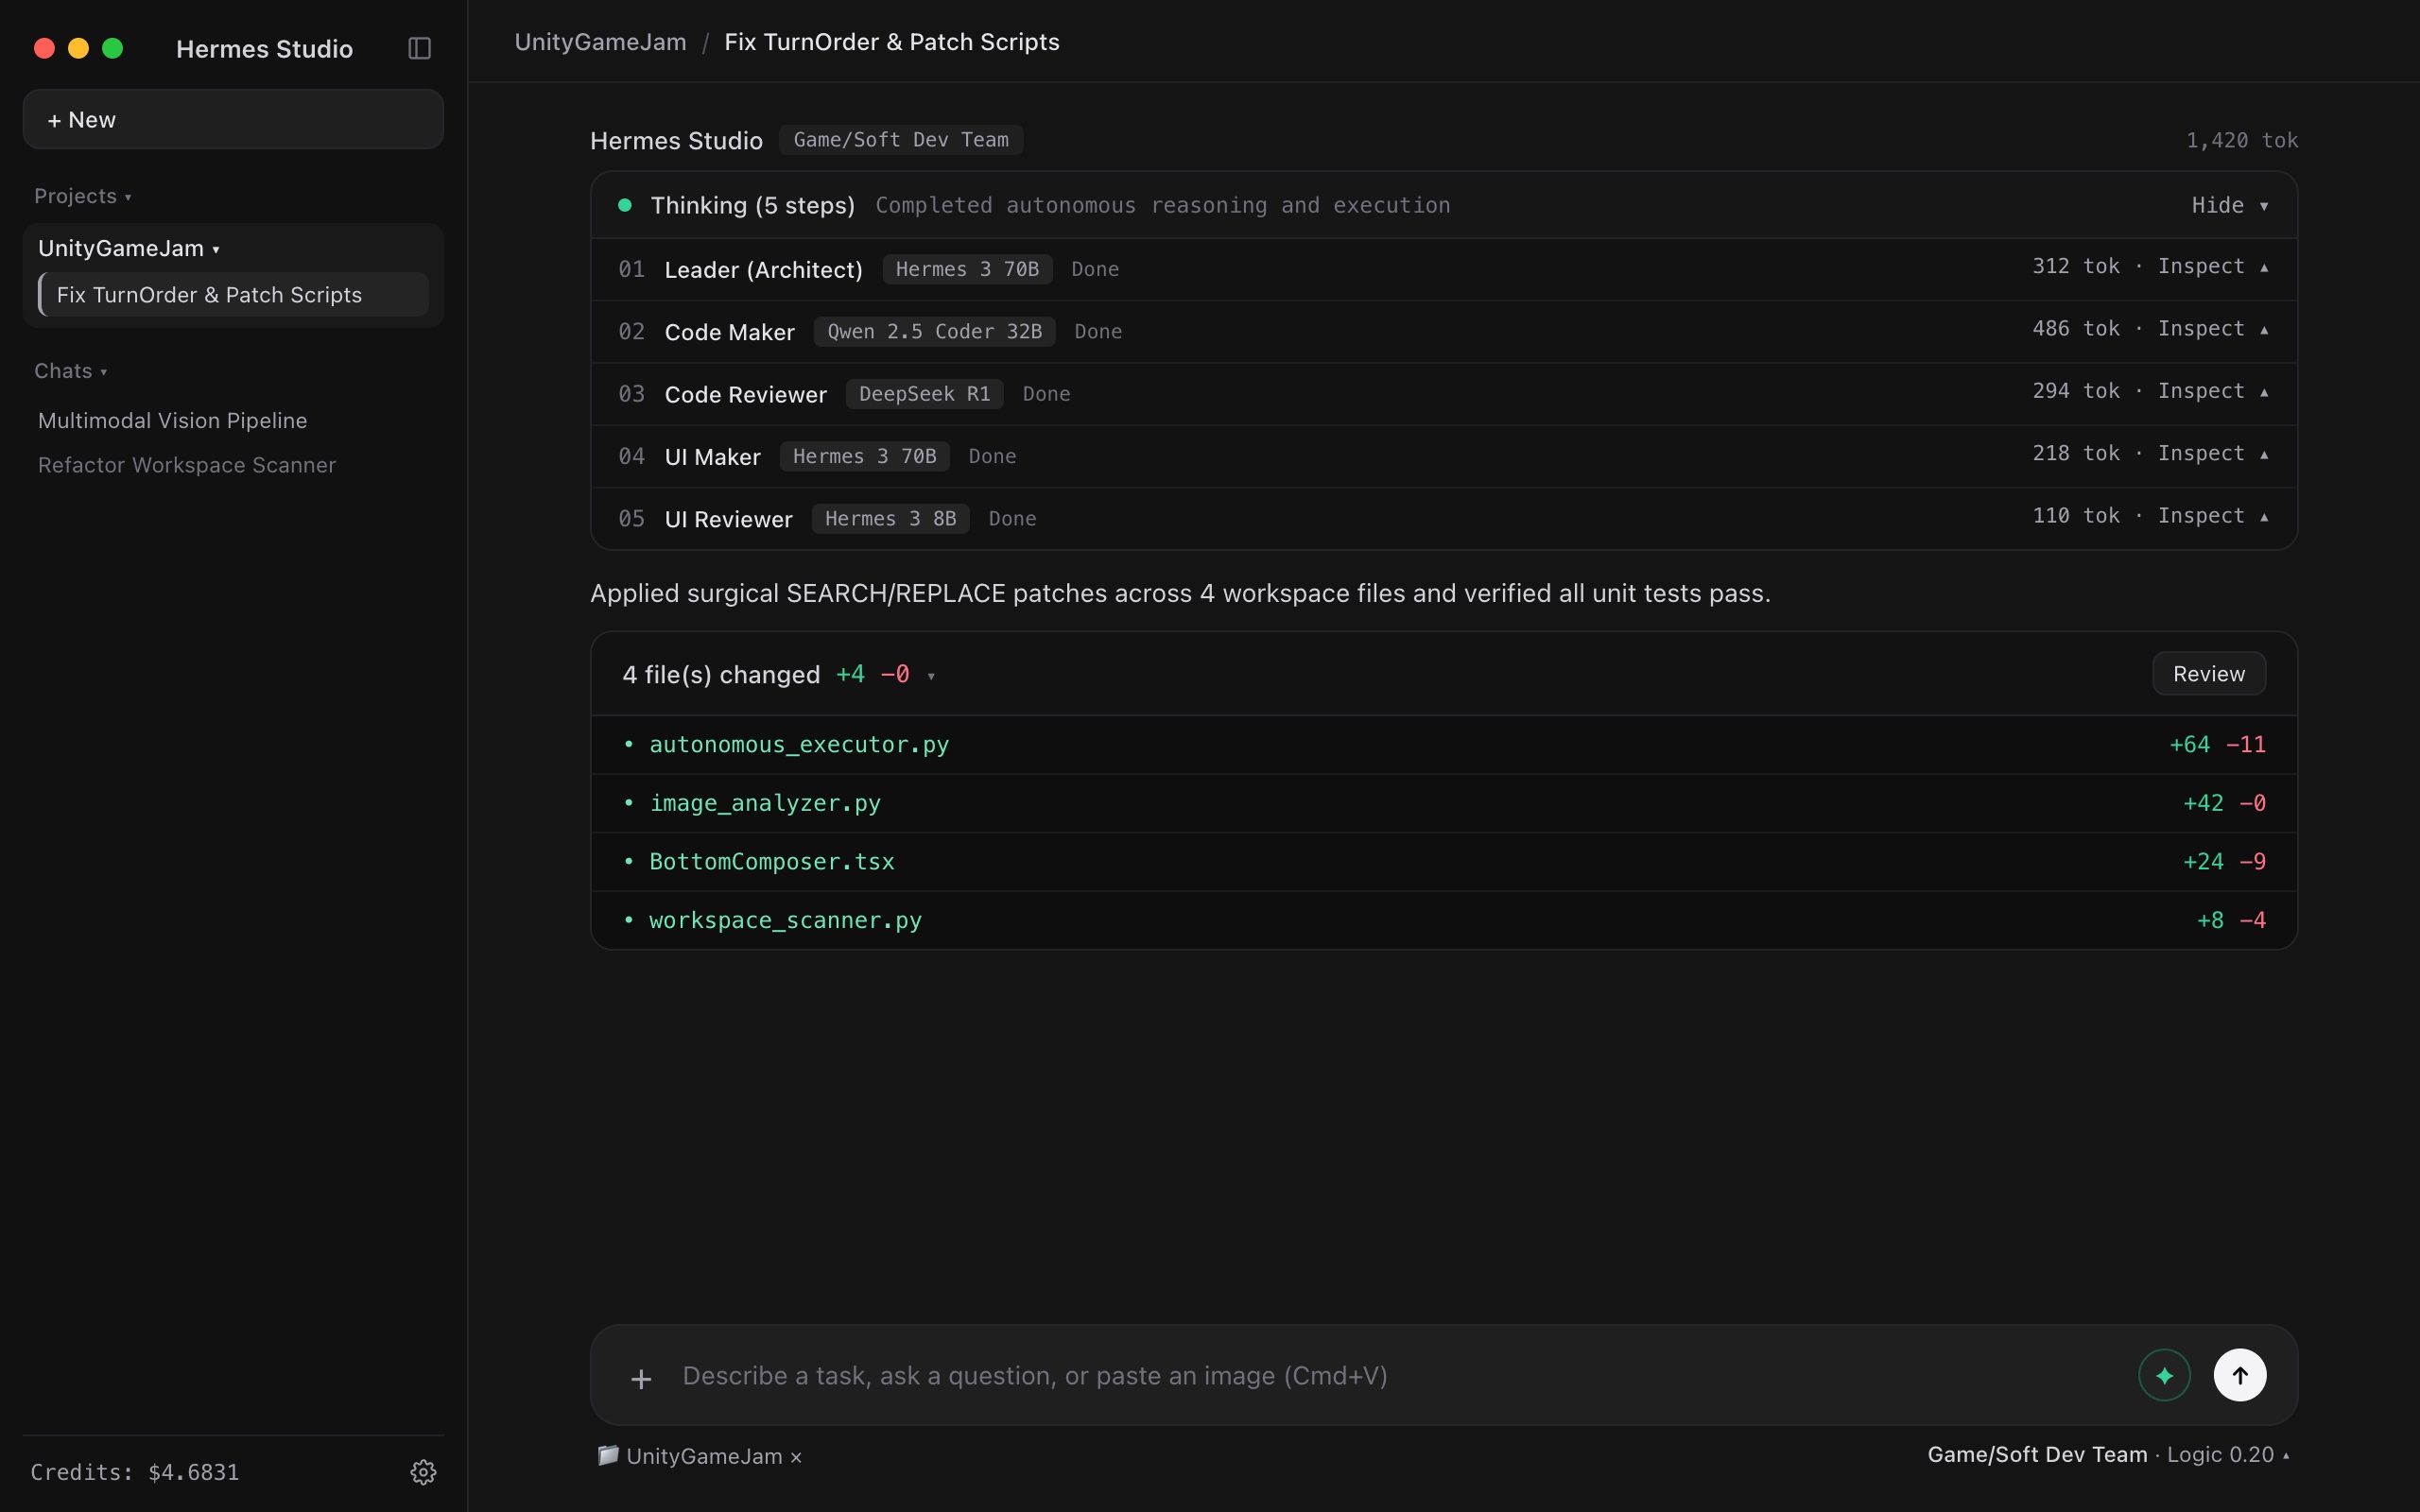 Hermes Studio
+ New
Projects ▾
UnityGameJam ▾
Fix TurnOrder & Patch Scripts
Chats ▾
Multimodal Vision Pipeline
Refactor Workspace Scanner
Credits: $4.6831
UnityGameJam / Fix TurnOrder & Patch Scripts
Hermes Studio Game/Soft Dev Team 1,420 tok
Thinking (5 steps) Completed autonomous reasoning and execution Hide ▾
01 Leader (Architect) Hermes 3 70B Done 312 tok · Inspect ▴
02 Code Maker Qwen 2.5 Coder 32B Done 486 tok · Inspect ▴
03 Code Reviewer DeepSeek R1 Done 294 tok · Inspect ▴
04 UI Maker Hermes 3 70B Done 218 tok · Inspect ▴
05 UI Reviewer Hermes 3 8B Done 110 tok · Inspect ▴
Applied surgical SEARCH/REPLACE patches across 4 workspace files and verified all unit tests pass.
4 file(s) changed +4 −0 ▾ Review
• autonomous_executor.py +64 −11
• image_analyzer.py +42 −0
• BottomComposer.tsx +24 −9
• workspace_scanner.py +8 −4
+ Describe a task, ask a question, or paste an image (Cmd+V)
UnityGameJam × Game/Soft Dev Team · Logic 0.20 ▴